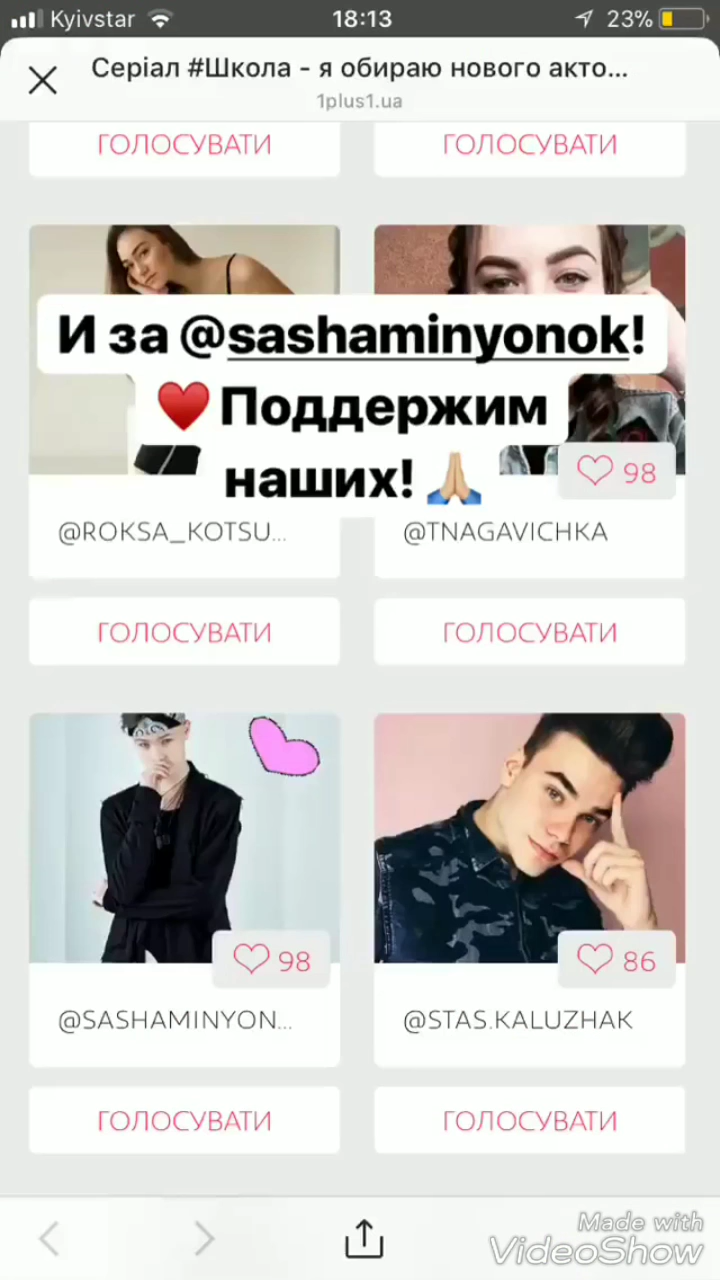 Kyivstar 18:13 23%
Серіал #Школа - я обираю нового акто...
1plus1.ua
ГОЛОСУВАТИ ГОЛОСУВАТИ
И за @sashaminyonok!
♥️Поддержим
наших!🙏🏼
98
@ROKSA_KOTSU... @TNAGAVICHKA
ГОЛОСУВАТИ ГОЛОСУВАТИ
98 86
@SASHAMINYON... @STAS.KALUZHAK
ГОЛОСУВАТИ ГОЛОСУВАТИ
Made with
VideoShow